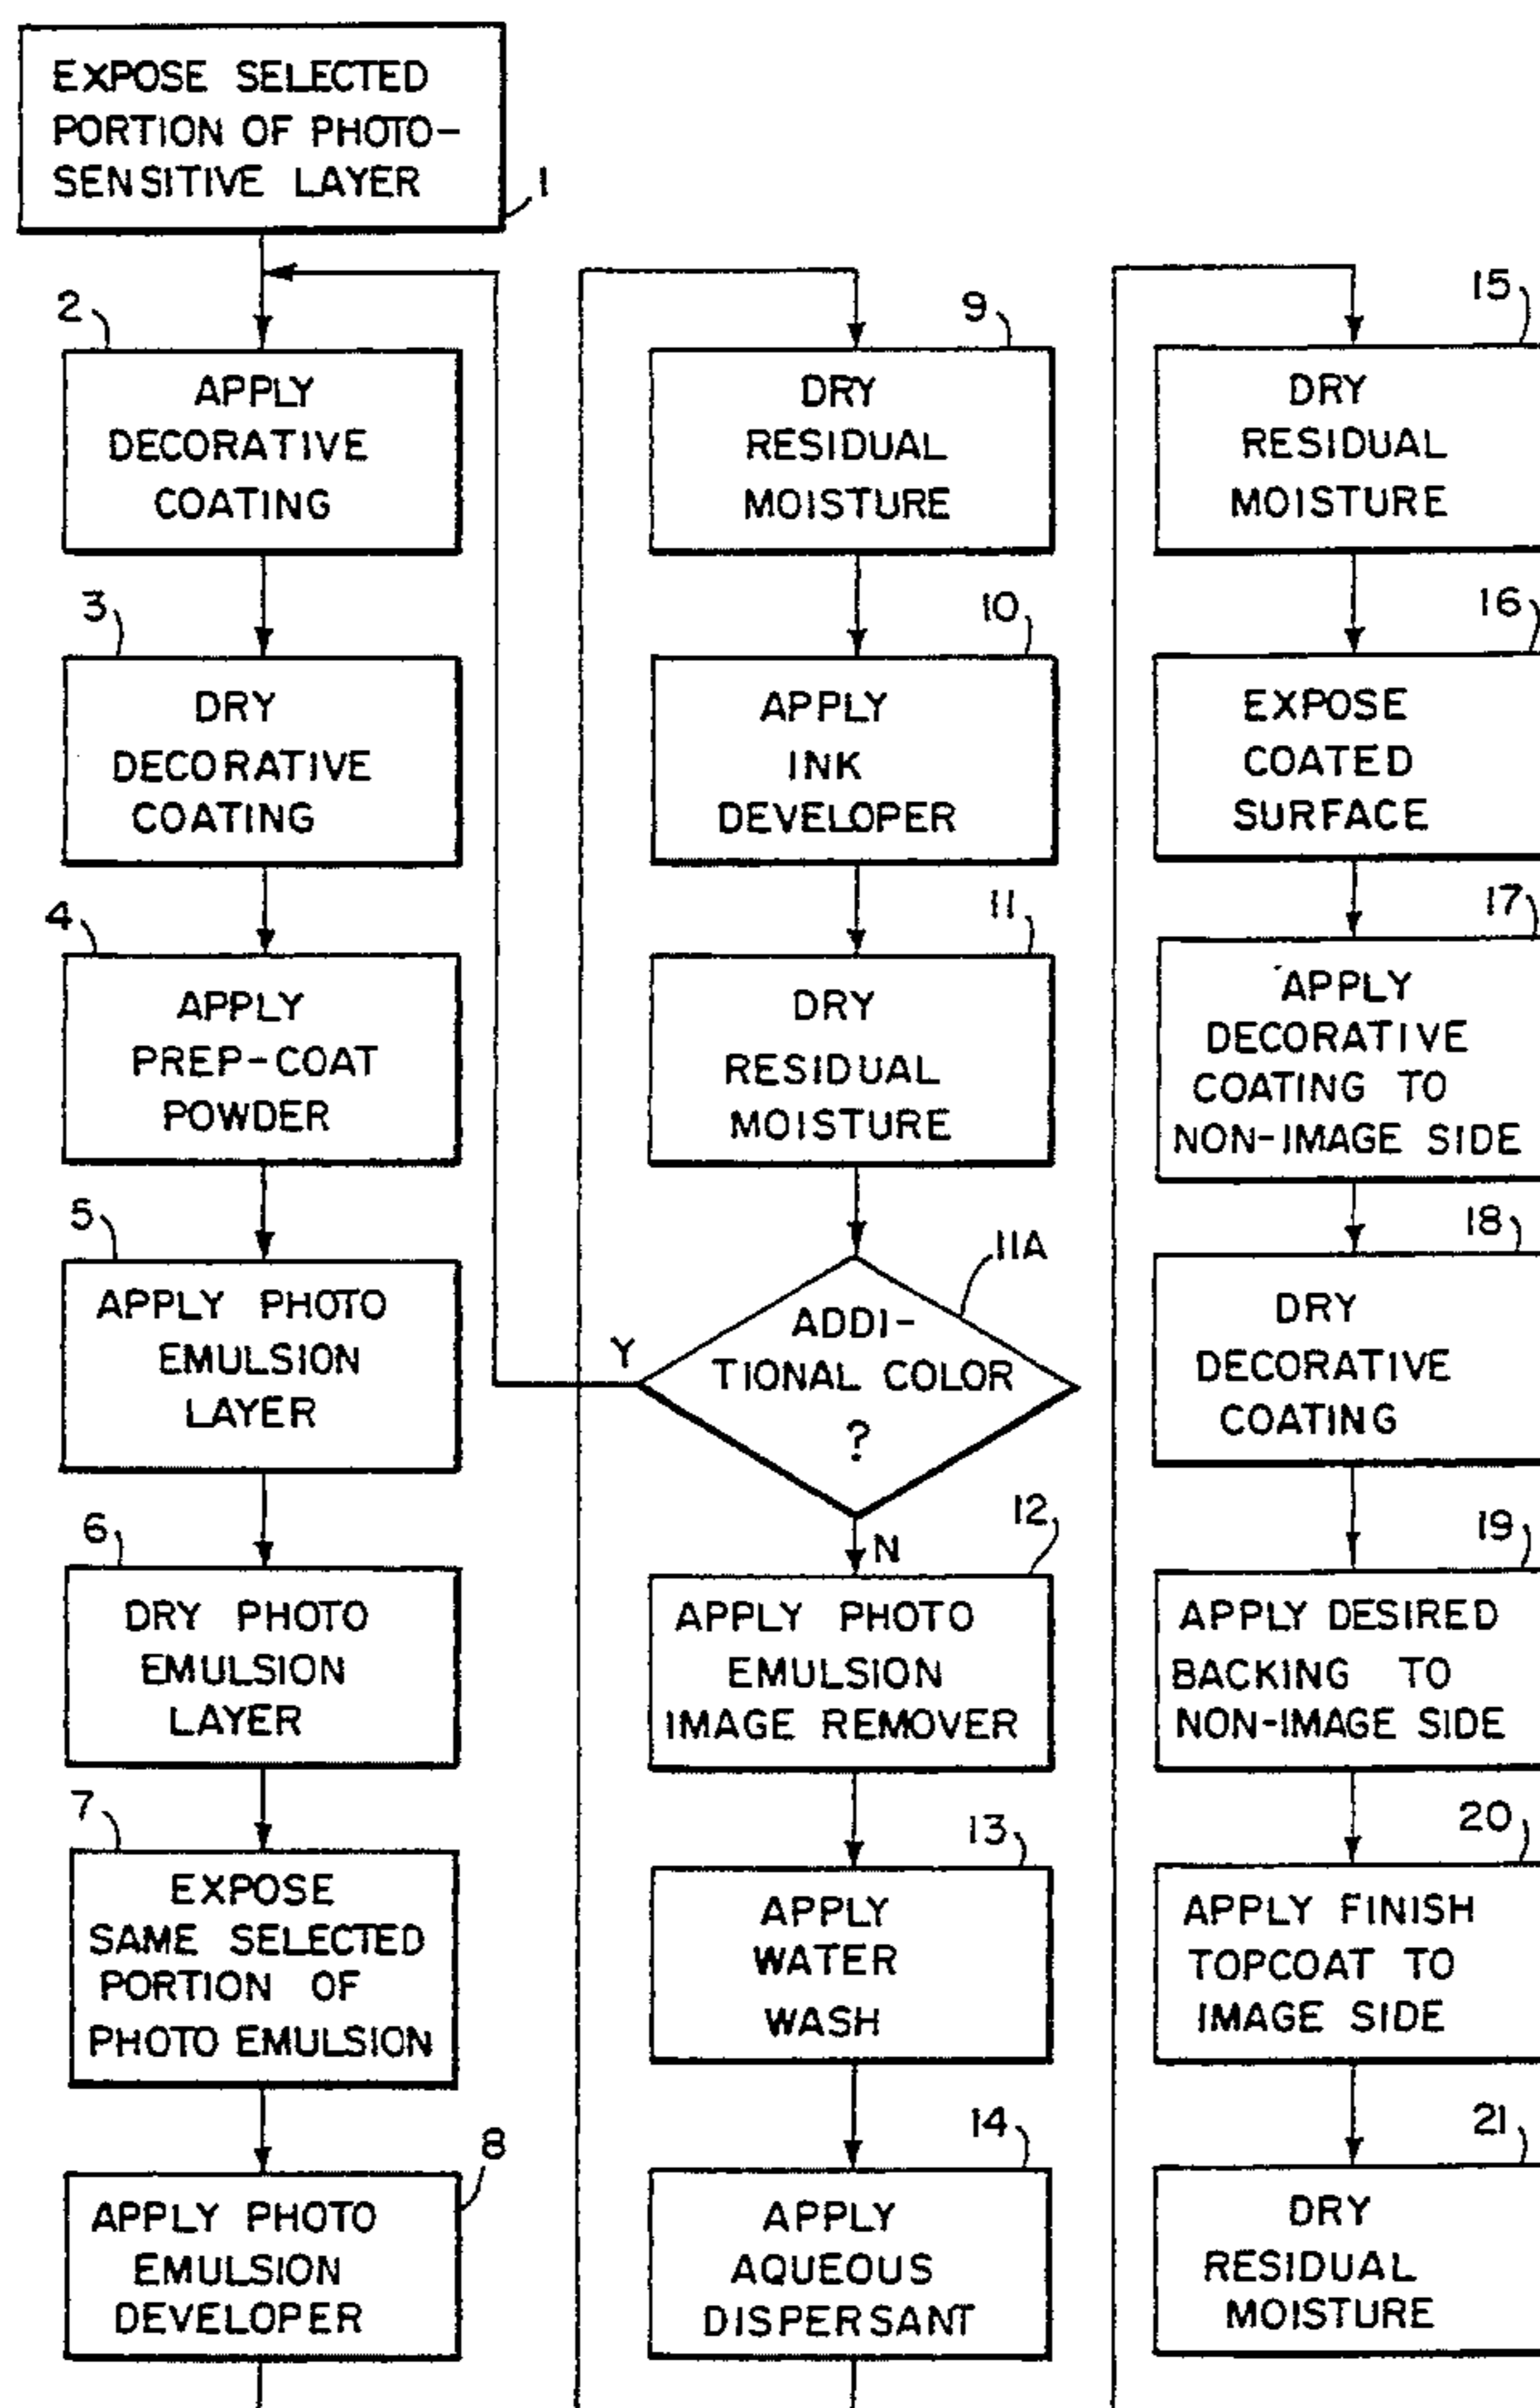 EXPOSE SELECTED
PORTION OF PHOTO-
SENSITIVE LAYER
1
2
APPLY
DECORATIVE
COATING
3
DRY
DECORATIVE
COATING
4
APPLY
PREP-COAT
POWDER
5
APPLY PHOTO
EMULSION
LAYER
6
DRY PHOTO
EMULSION
LAYER
7
EXPOSE
SAME SELECTED
PORTION OF
PHOTO EMULSION
8
APPLY PHOTO
EMULSION
DEVELOPER
9
DRY
RESIDUAL
MOISTURE
10
APPLY
INK
DEVELOPER
11
DRY
RESIDUAL
MOISTURE
11A
ADDI-
TIONAL COLOR
?
Y
N
12
APPLY PHOTO
EMULSION
IMAGE REMOVER
13
APPLY
WATER
WASH
14
APPLY
AQUEOUS
DISPERSANT
15
DRY
RESIDUAL
MOISTURE
16
EXPOSE
COATED
SURFACE
17
APPLY
DECORATIVE
COATING TO
NON-IMAGE SIDE
18
DRY
DECORATIVE
COATING
19
APPLY DESIRED
BACKING TO
NON-IMAGE SIDE
20
APPLY FINISH
TOPCOAT TO
IMAGE SIDE
21
DRY
RESIDUAL
MOISTURE